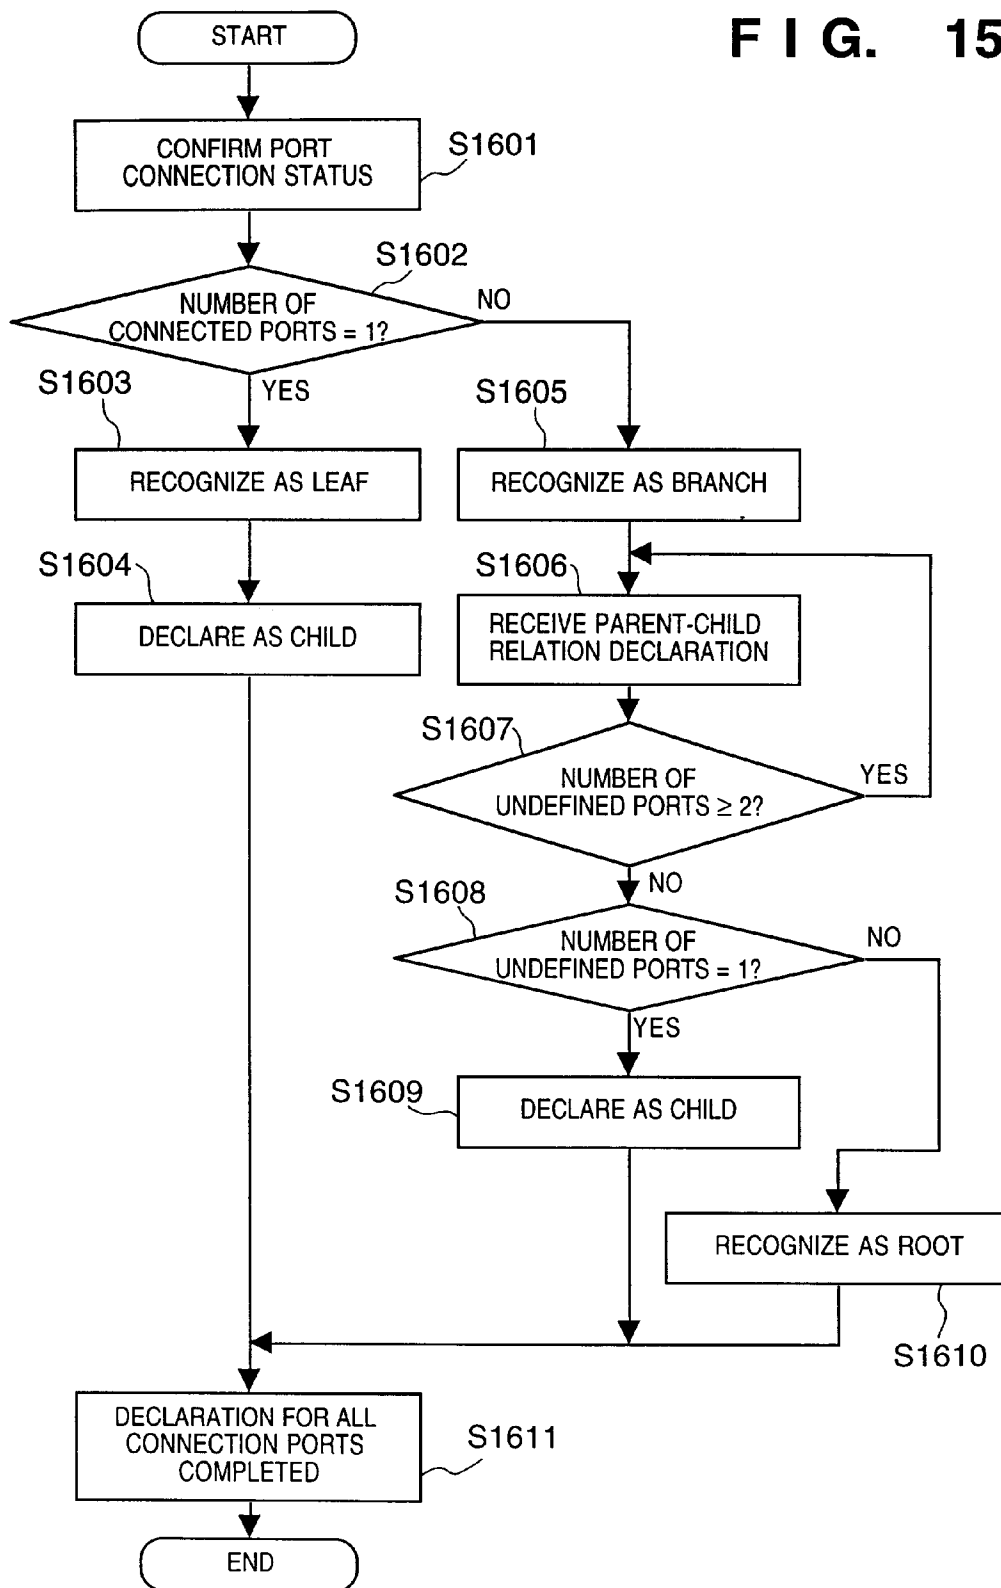 F I G. 15
START
CONFIRM PORT
CONNECTION STATUS
S1601
S1602
NUMBER OF
CONNECTED PORTS = 1?
NO
YES
S1603
RECOGNIZE AS LEAF
S1605
RECOGNIZE AS BRANCH
S1604
DECLARE AS CHILD
S1606
RECEIVE PARENT-CHILD
RELATION DECLARATION
S1607
NUMBER OF
UNDEFINED PORTS ≥ 2?
YES
NO
S1608
NUMBER OF
UNDEFINED PORTS = 1?
NO
YES
S1609
DECLARE AS CHILD
RECOGNIZE AS ROOT
S1610
DECLARATION FOR ALL
CONNECTION PORTS
COMPLETED
S1611
END